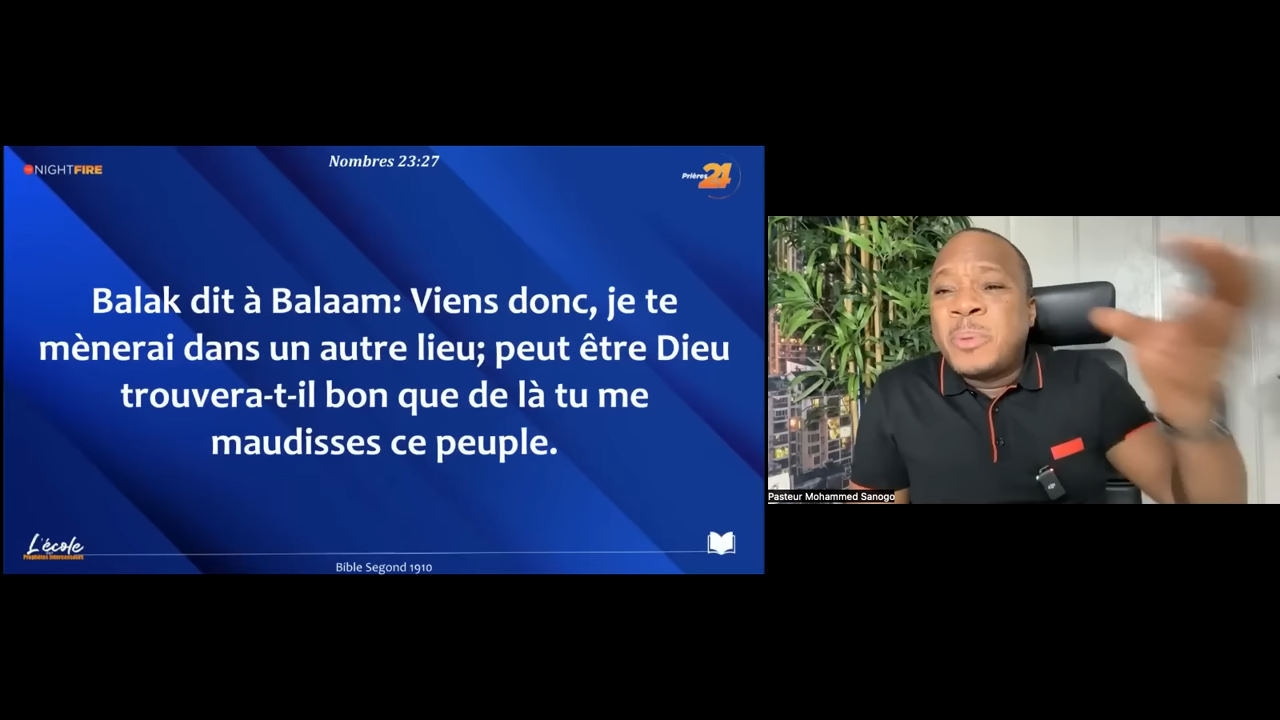 NIGHTFIRE
Nombres 23:27
Prières 24
Balak dit à Balaam: Viens donc, je te
mènerai dans un autre lieu; peut être Dieu
trouvera-t-il bon que de là tu me
maudisses ce peuple.
L'école
Prophètes Intercesseurs
Bible Segond 1910
Pasteur Mohammed Sanogo